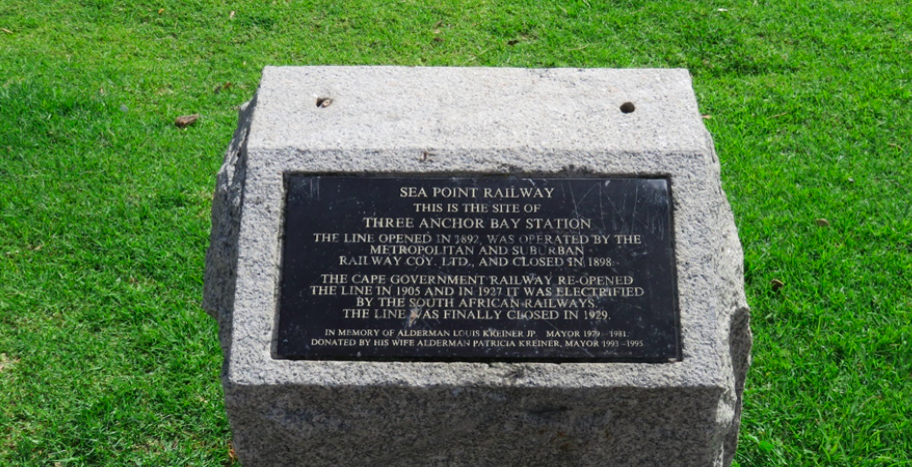 SEA POINT RAILWAY
THIS IS THE SITE OF
THREE ANCHOR BAY STATION
THE LINE OPENED IN 1892, WAS OPERATED BY THE
METROPOLITAN AND SUBURBAN
RAILWAY COY, LTD., AND CLOSED IN 1898.
THE CAPE GOVERNMENT RAILWAY RE-OPENED
THE LINE IN 1905 AND IN 1927 IT WAS ELECTRIFIED
BY THE SOUTH AFRICAN RAILWAYS.
THE LINE WAS FINALLY CLOSED IN 1929.
IN MEMORY OF ALDERMAN LOUIS KREINER JP. MAYOR 1979 - 1981.
DONATED BY HIS WIFE ALDERMAN PATRICIA KREINER, MAYOR 1993 -1995.